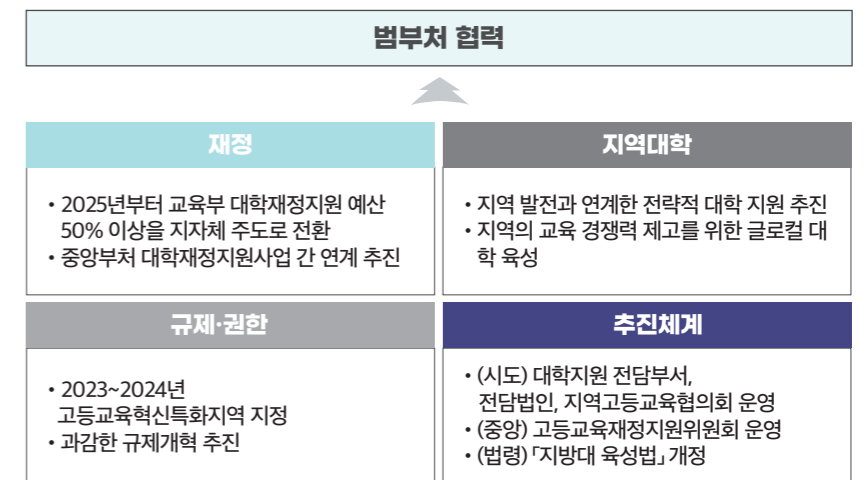 범부처 협력
재정
• 2025년부터 교육부 대학재정지원 예산
50% 이상을 지자체 주도로 전환
• 중앙부처 대학재정지원사업 간 연계 추진
지역대학
• 지역 발전과 연계한 전략적 대학 지원 추진
• 지역의 교육 경쟁력 제고를 위한 글로컬 대
학 육성
규제·권한
• 2023~2024년
고등교육혁신특화지역 지정
• 과감한 규제개혁 추진
추진체계
• (시도) 대학지원 전담부서,
전담법인, 지역고등교육협의회 운영
• (중앙) 고등교육재정지원위원회 운영
• (법령) 「지방대 육성법」 개정